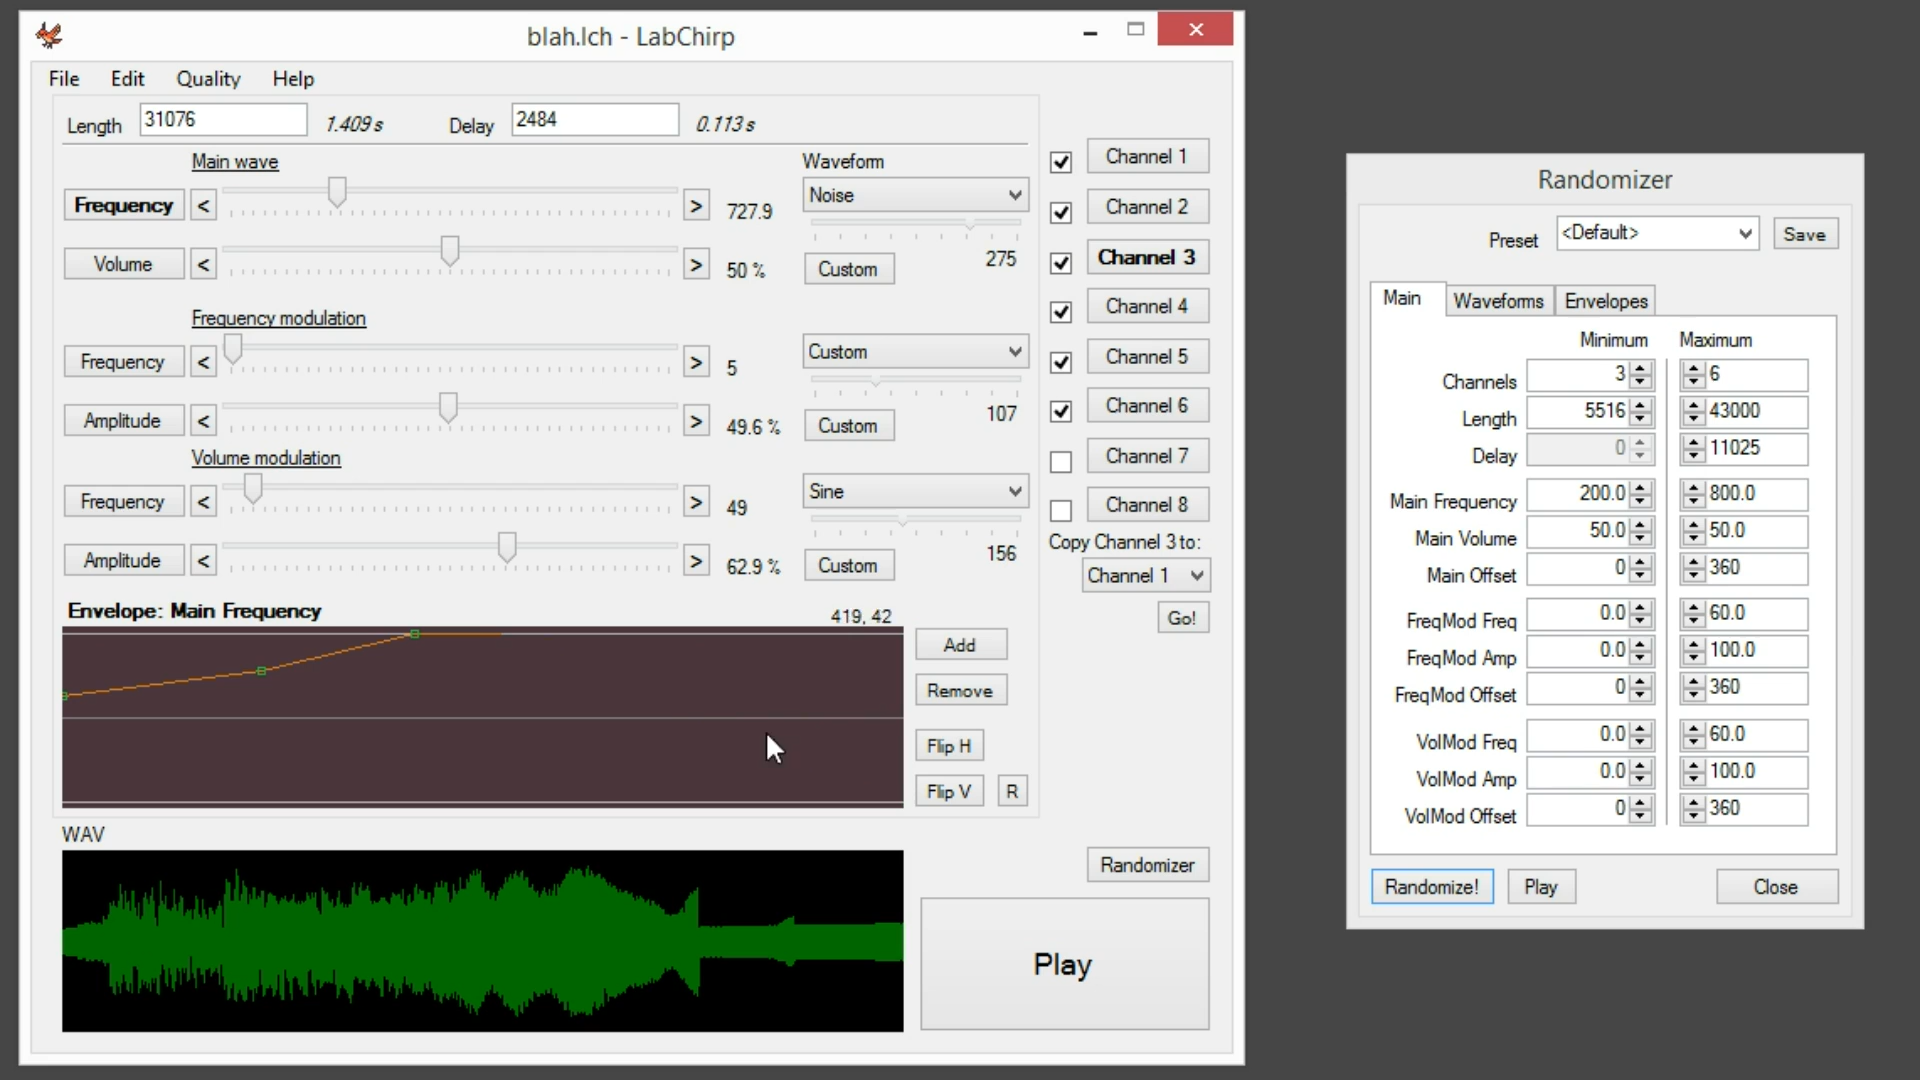 blah.lch - LabChirp
File Edit Quality Help
Length 31076 1.409 s Delay 2484 0.113 s
Main wave Waveform
Frequency < > 727.9 Noise
Volume < > 50 % Custom 275
Frequency modulation
Frequency < > 5 Custom
Amplitude < > 49.6 % Custom 107
Volume modulation
Frequency < > 49 Sine
Amplitude < > 62.9 % Custom 156
Envelope: Main Frequency 419, 42
Add
Remove
Flip H
Flip V R
Channel 1
Channel 2
Channel 3
Channel 4
Channel 5
Channel 6
Channel 7
Channel 8
Copy Channel 3 to:
Channel 1
Go!
WAV
Randomizer
Play
Randomizer
Preset <Default> Save
Main Waveforms Envelopes
Minimum Maximum
Channels 3 6
Length 5516 43000
Delay 0 11025
Main Frequency 200.0 800.0
Main Volume 50.0 50.0
Main Offset 0 360
FreqMod Freq 0.0 60.0
FreqMod Amp 0.0 100.0
FreqMod Offset 0 360
VolMod Freq 0.0 60.0
VolMod Amp 0.0 100.0
VolMod Offset 0 360
Randomize! Play Close